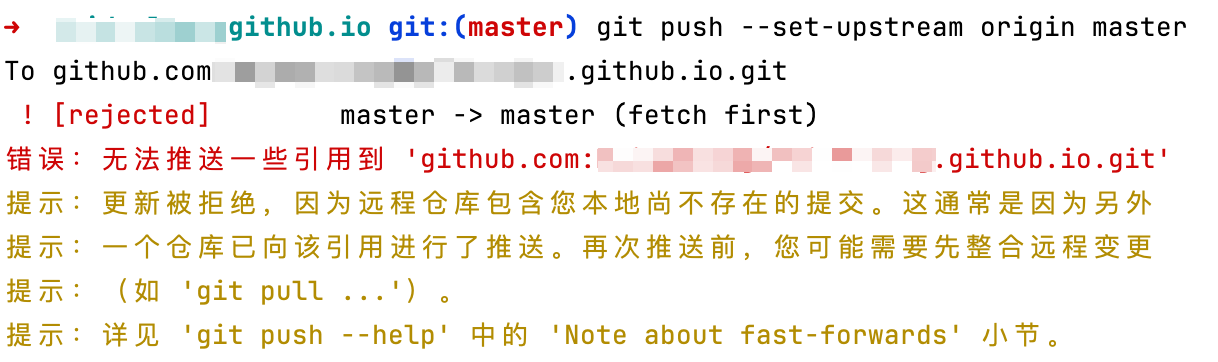 → github.io git:(master) git push --set-upstream origin master
To github.com.github.io.git
! [rejected] master -> master (fetch first)
错误：无法推送一些引用到 'github.com:.github.io.git'
提示：更新被拒绝，因为远程仓库包含您本地尚不存在的提交。这通常是因为另外
提示：一个仓库已向该引用进行了推送。再次推送前，您可能需要先整合远程变更
提示：（如 'git pull ...'）。
提示：详见 'git push --help' 中的 'Note about fast-forwards' 小节。